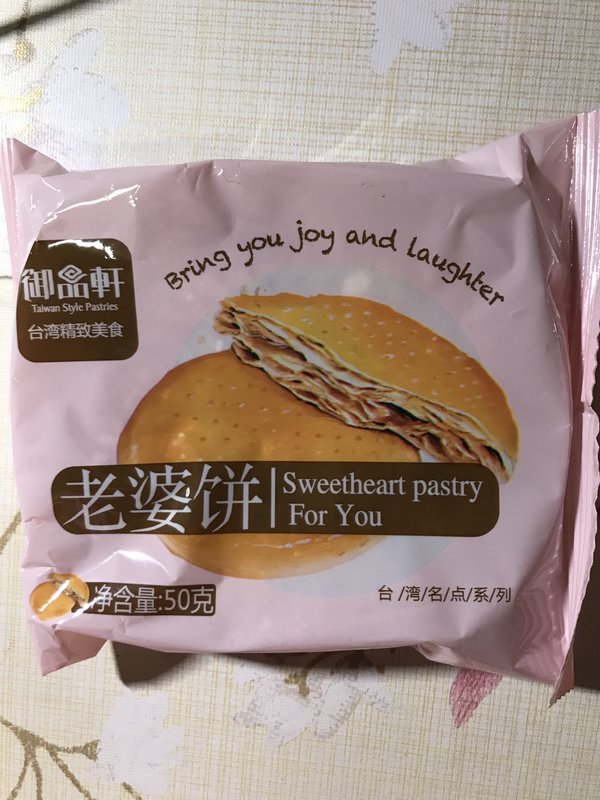 Bring you joy and laughter
御品軒
Taiwan Style Pastries
台湾精致美食
老婆饼
Sweetheart pastry
For You
净含量:50克
台/湾/名/点/系/列